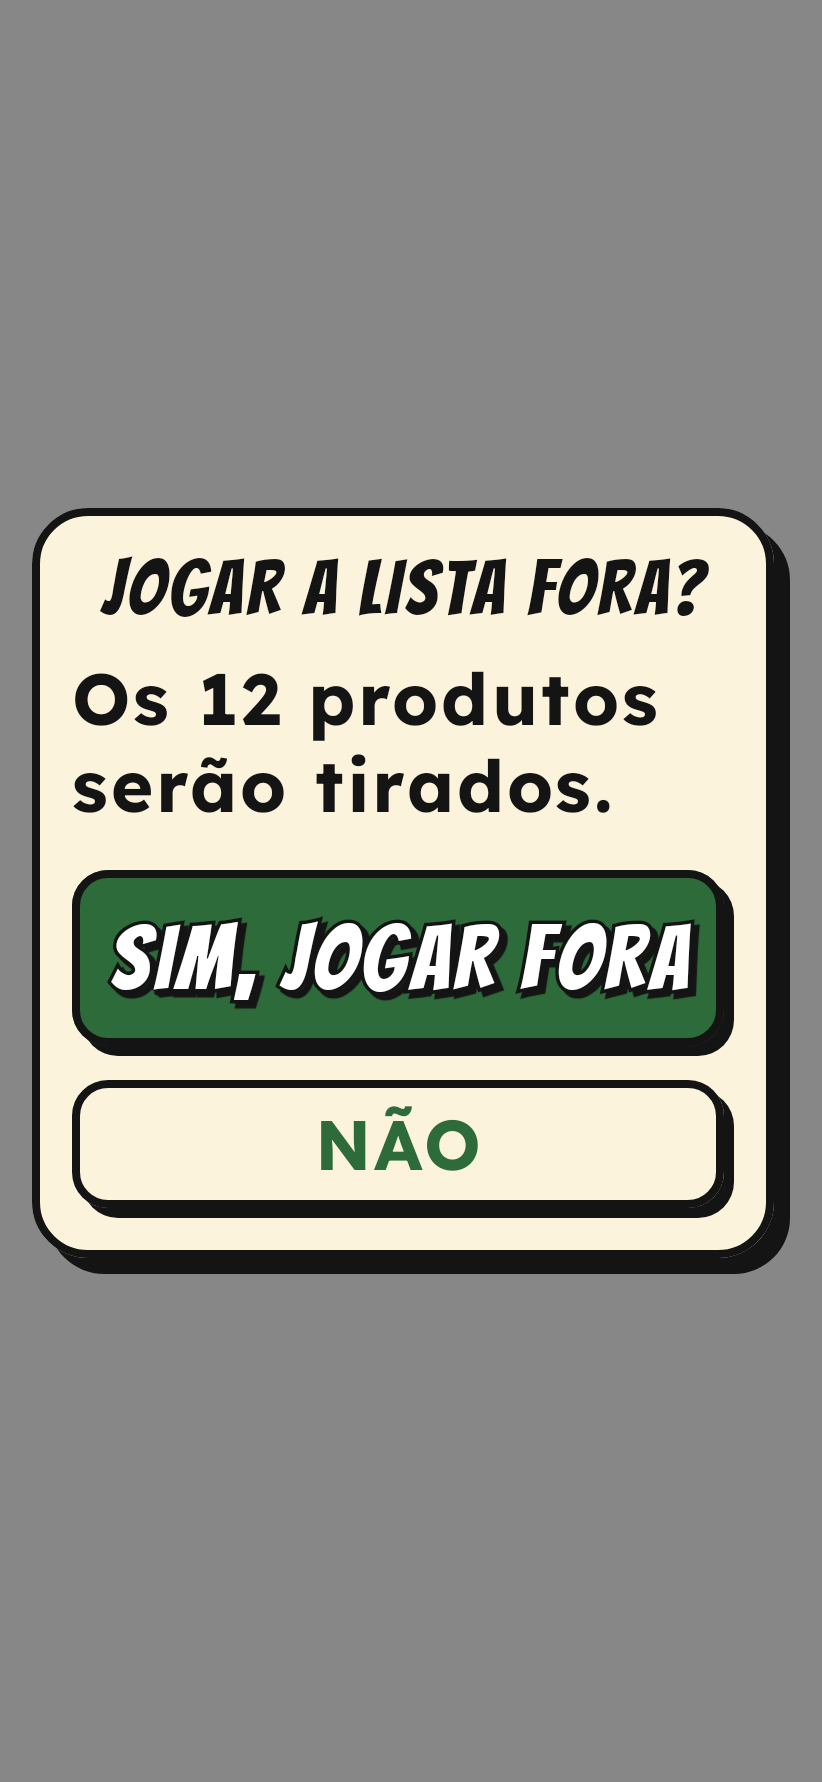 JOGAR A LISTA FORA?
Os 12 produtos
serão tirados.
SIM, JOGAR FORA
NÃO